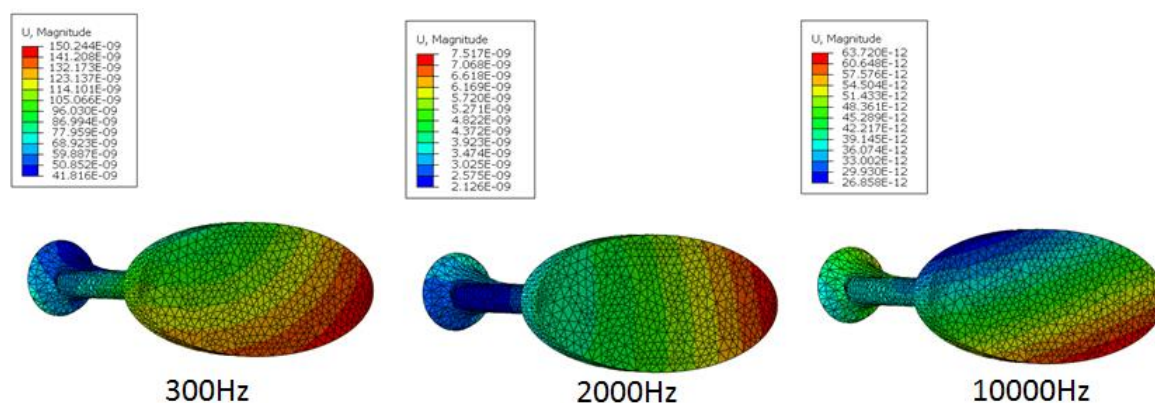 U, Magnitude
150.244E-09
141.208E-09
132.173E-09
123.137E-09
114.101E-09
105.066E-09
96.030E-09
86.994E-09
77.959E-09
68.923E-09
59.887E-09
50.852E-09
41.816E-09
U, Magnitude
7.517E-09
7.068E-09
6.618E-09
6.169E-09
5.720E-09
5.271E-09
4.822E-09
4.372E-09
3.923E-09
3.474E-09
3.025E-09
2.575E-09
2.126E-09
U, Magnitude
63.720E-12
60.648E-12
57.576E-12
54.504E-12
51.433E-12
48.361E-12
45.289E-12
42.217E-12
39.145E-12
36.074E-12
33.002E-12
29.930E-12
26.858E-12
300Hz
2000Hz
10000Hz